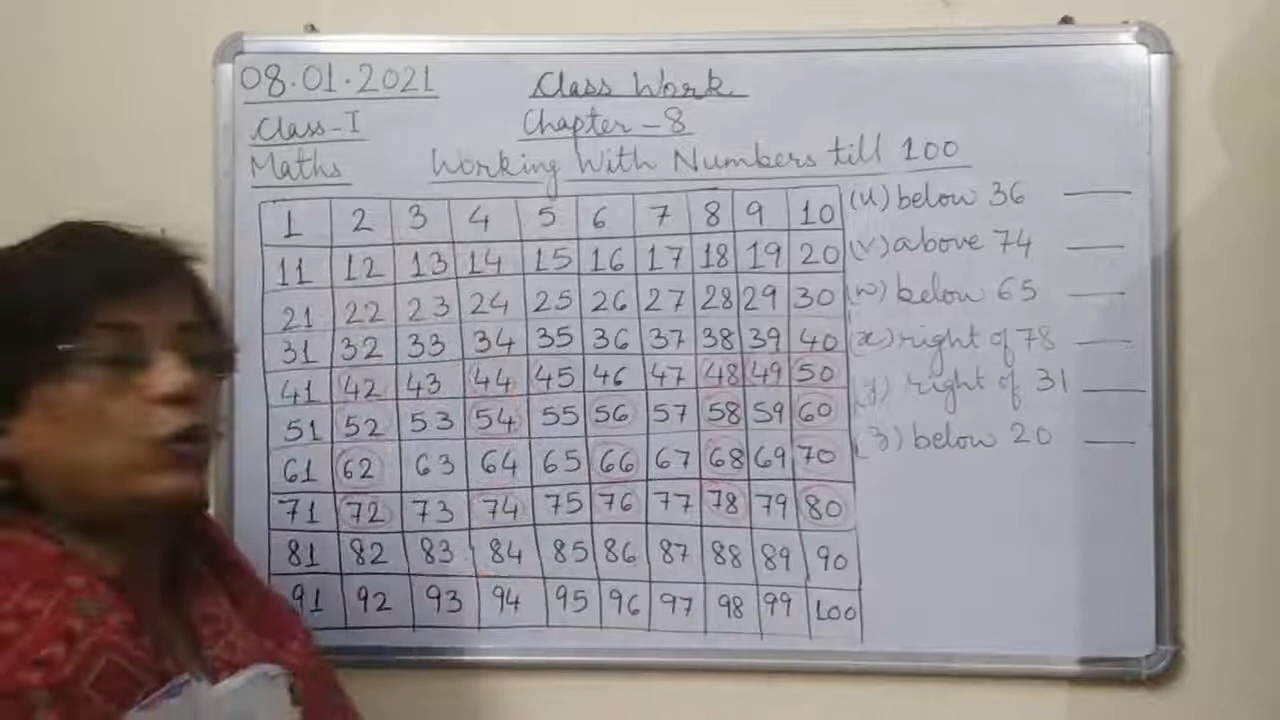 08.01.2021 Class Work
Class-I Chapter-8
Maths Working With Numbers till 100
1 2 3 4 5 6 7 8 9 10
11 12 13 14 15 16 17 18 19 20
21 22 23 24 25 26 27 28 29 30
31 32 33 34 35 36 37 38 39 40
41 42 43 44 45 46 47 48 49 50
51 52 53 54 55 56 57 58 59 60
61 62 63 64 65 66 67 68 69 70
71 72 73 74 75 76 77 78 79 80
81 82 83 84 85 86 87 88 89 90
91 92 93 94 95 96 97 98 99 100
(u) below 36
(v) above 74
(w) below 65
(x) right of 78
(y) right of 31
(z) below 20